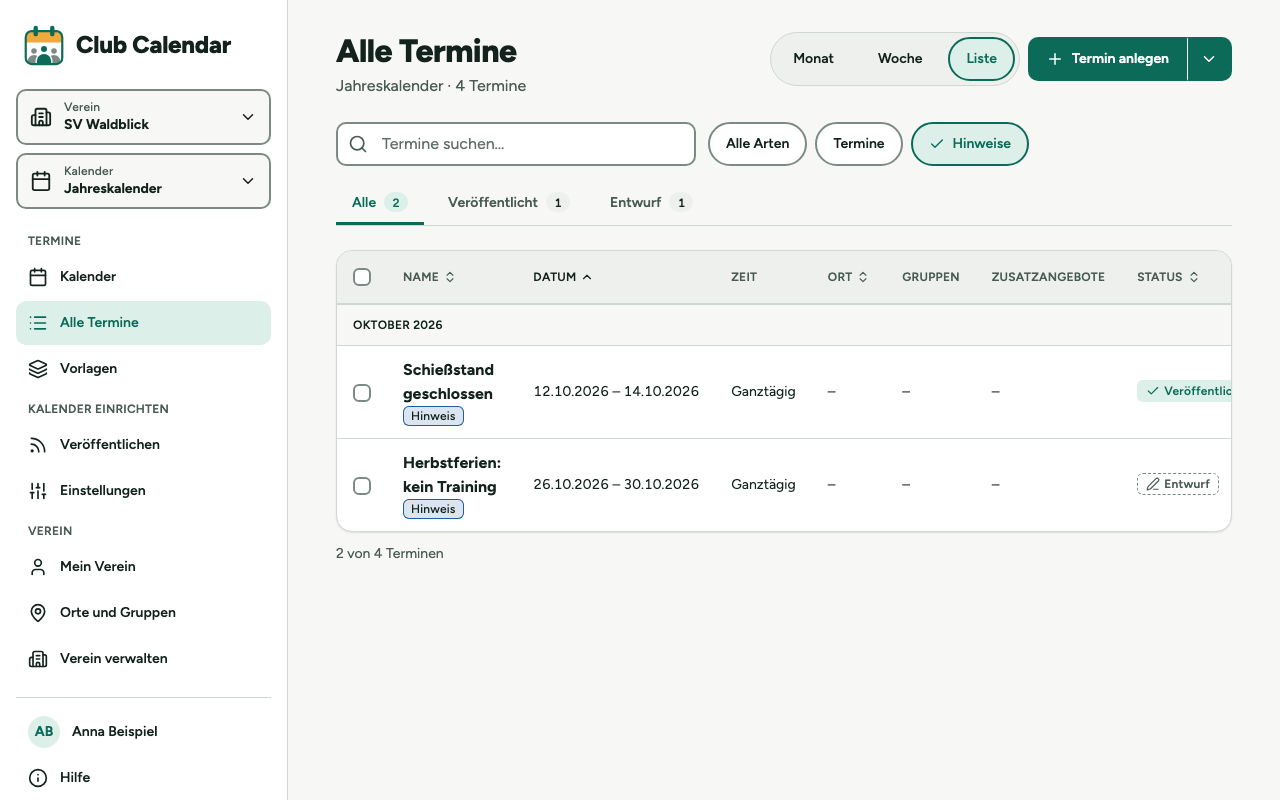 Club Calendar
Verein
SV Waldblick
Kalender
Jahreskalender
TERMINE
Kalender
Alle Termine
Vorlagen
KALENDER EINRICHTEN
Veröffentlichen
Einstellungen
VEREIN
Mein Verein
Orte und Gruppen
Verein verwalten
AB Anna Beispiel
Hilfe
Alle Termine
Jahreskalender · 4 Termine
Monat Woche Liste
Termin anlegen
Termine suchen...
Alle Arten Termine Hinweise
Alle 2 Veröffentlicht 1 Entwurf 1
NAME DATUM ZEIT ORT GRUPPEN ZUSATZANGEBOTE STATUS
OKTOBER 2026
Schießstand
geschlossen
Hinweis
12.10.2026 – 14.10.2026 Ganztägig – – – Veröffentlic
Herbstferien:
kein Training
Hinweis
26.10.2026 – 30.10.2026 Ganztägig – – – Entwurf
2 von 4 Terminen